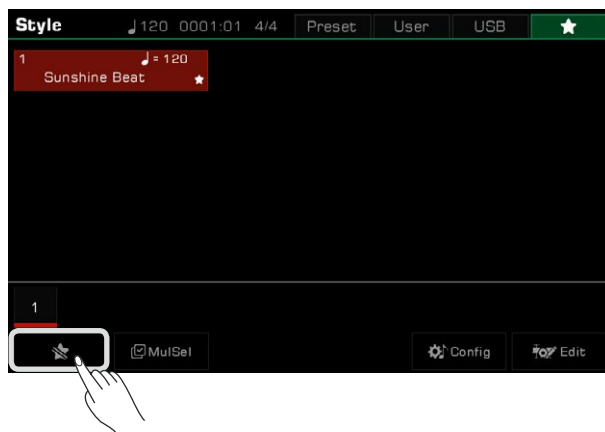 Style ♩120 0001:01 4/4 Preset User USB
1 ♩= 120
Sunshine Beat
1
MulSel Config Edit